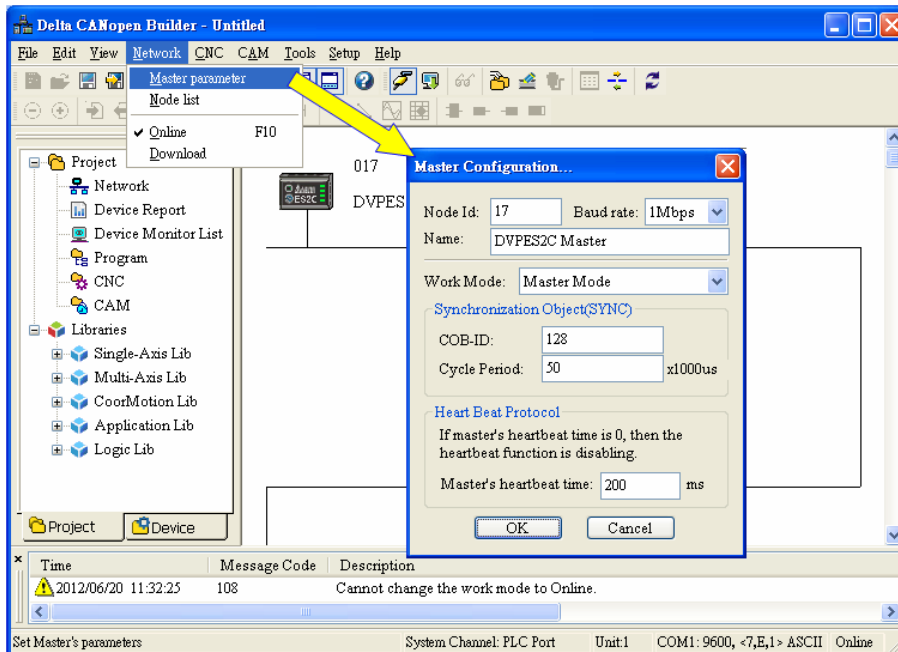 Delta CANopen Builder - Untitled
File Edit View Network CNC CAM Tools Setup Help
Master parameter
Node list
Online F10
Download
Project
Network
Device Report
Device Monitor List
Program
CNC
CAM
Libraries
Single-Axis Lib
Multi-Axis Lib
CoorMotion Lib
Application Lib
Logic Lib
Project Device
017
ES2C
DVPES
Master Configuration...
Node Id: 17 Baud rate: 1Mbps
Name: DVPES2C Master
Work Mode: Master Mode
Synchronization Object(SYNC)
COB-ID: 128
Cycle Period: 50 x1000us
Heart Beat Protocol
If master's heartbeat time is 0, then the
heartbeat function is disabling.
Master's heartbeat time: 200 ms
OK Cancel
Time Message Code Description
2012/06/20 11:32:25 108 Cannot change the work mode to Online.
Set Master's parameters System Channel: PLC Port Unit:1 COM1: 9600, <7,E,1> ASCII Online